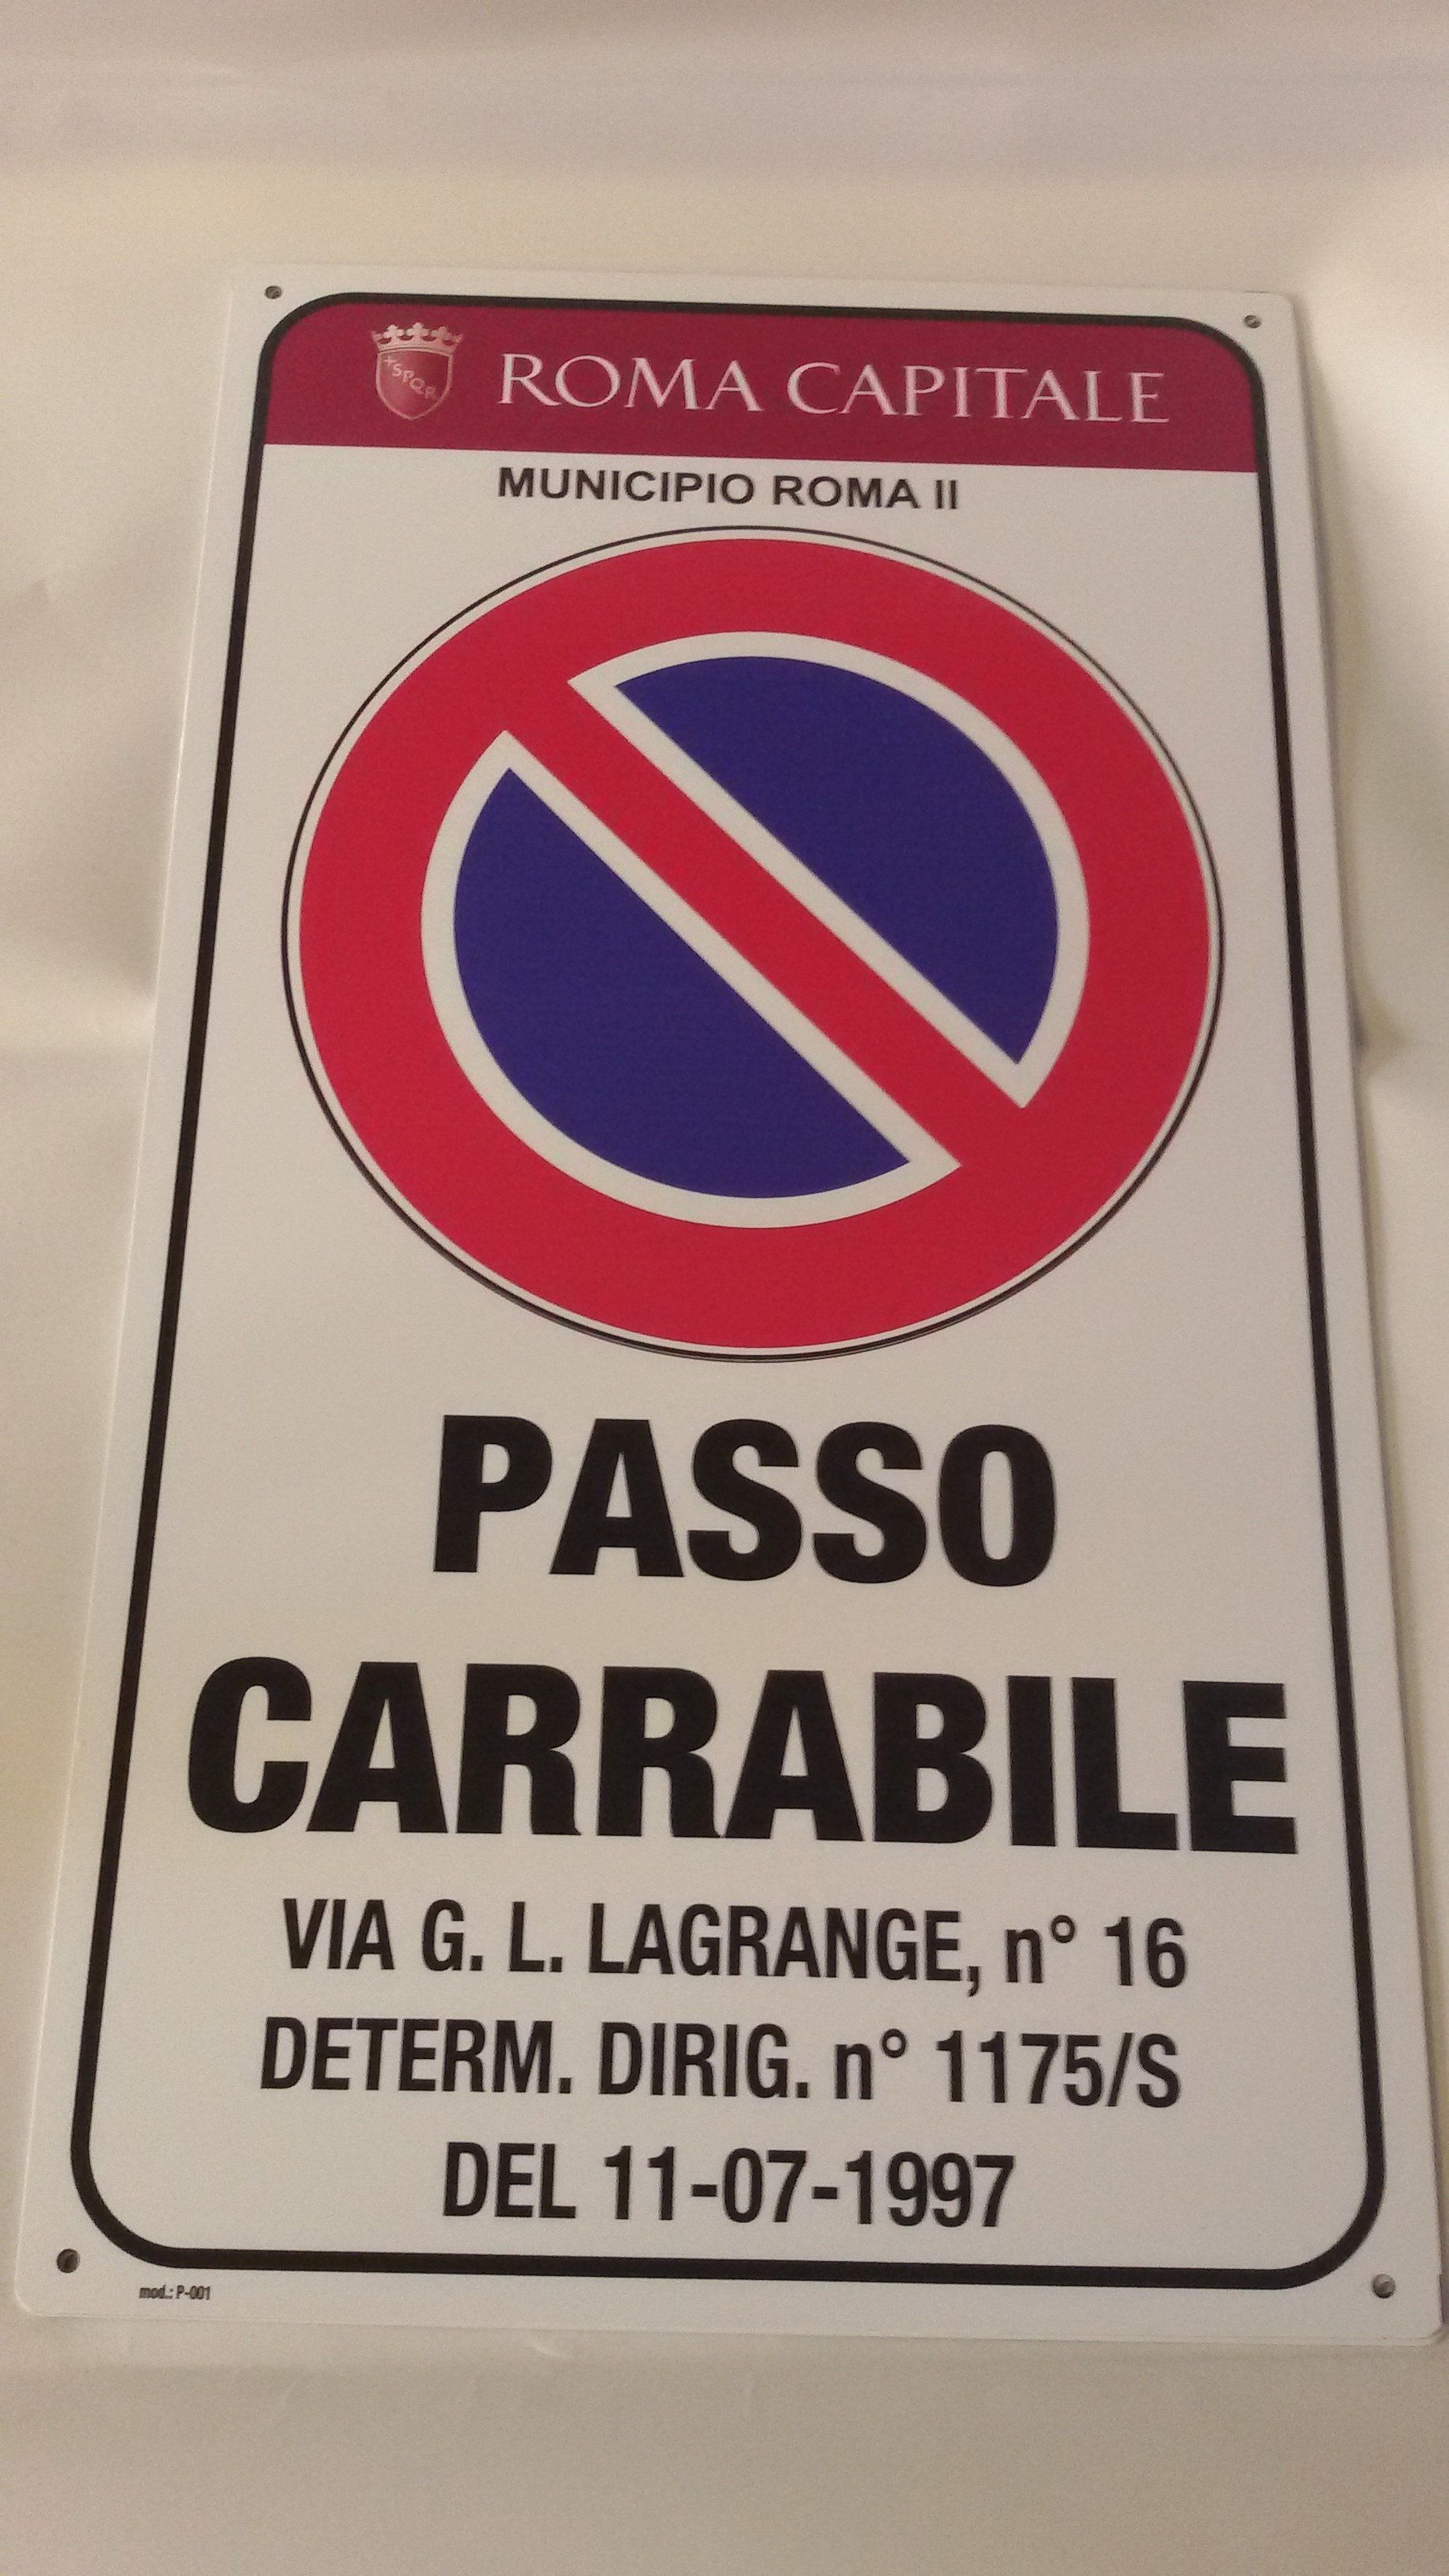 SPQR
ROMA CAPITALE
MUNICIPIO ROMA II
PASSO
CARRABILE
VIA G. L. LAGRANGE, n° 16
DETERM. DIRIG. n° 1175/S
DEL 11-07-1997
mod.: P-001